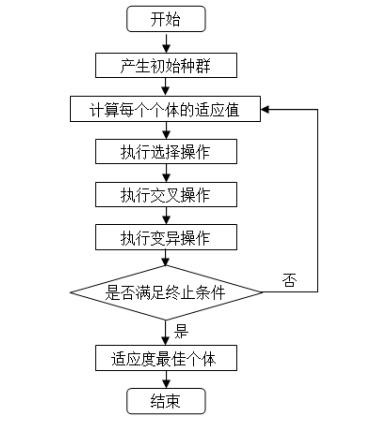 开始
产生初始种群
计算每个个体的适应值
执行选择操作
执行交叉操作
执行变异操作
是否满足终止条件
否
是
适应度最佳个体
结束